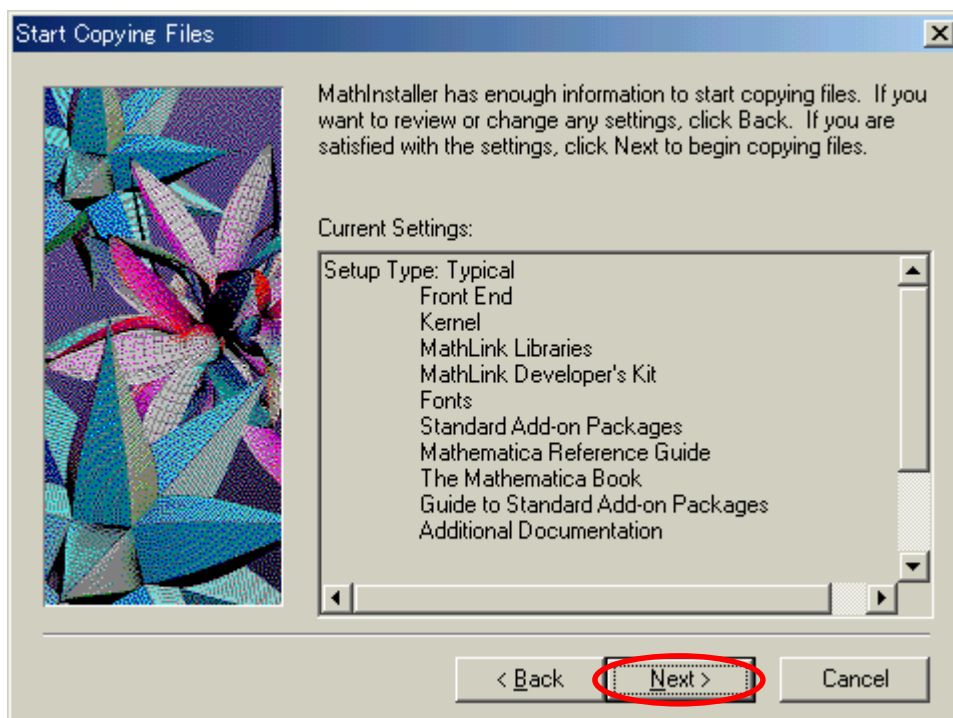 Start Copying Files
MathInstaller has enough information to start copying files. If you
want to review or change any settings, click Back. If you are
satisfied with the settings, click Next to begin copying files.
Current Settings:
Setup Type: Typical
Front End
Kernel
MathLink Libraries
MathLink Developer's Kit
Fonts
Standard Add-on Packages
Mathematica Reference Guide
The Mathematica Book
Guide to Standard Add-on Packages
Additional Documentation
< Back
Next >
Cancel